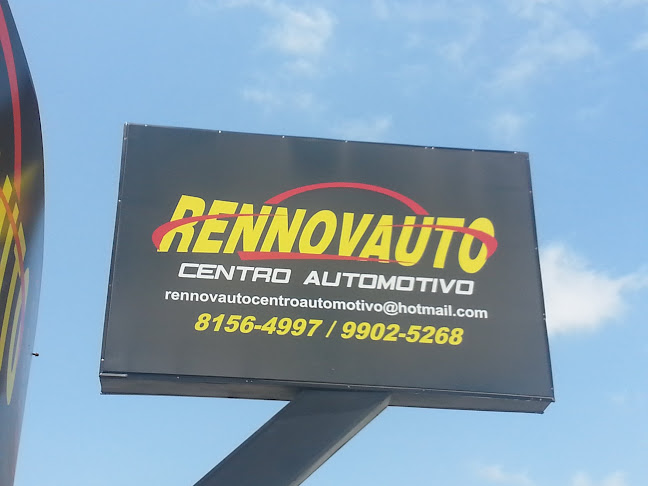 RENNOVAUTO
CENTRO AUTOMOTIVO
rennovautocentroautomotivo@hotmail.com
8156-4997 / 9902-5268